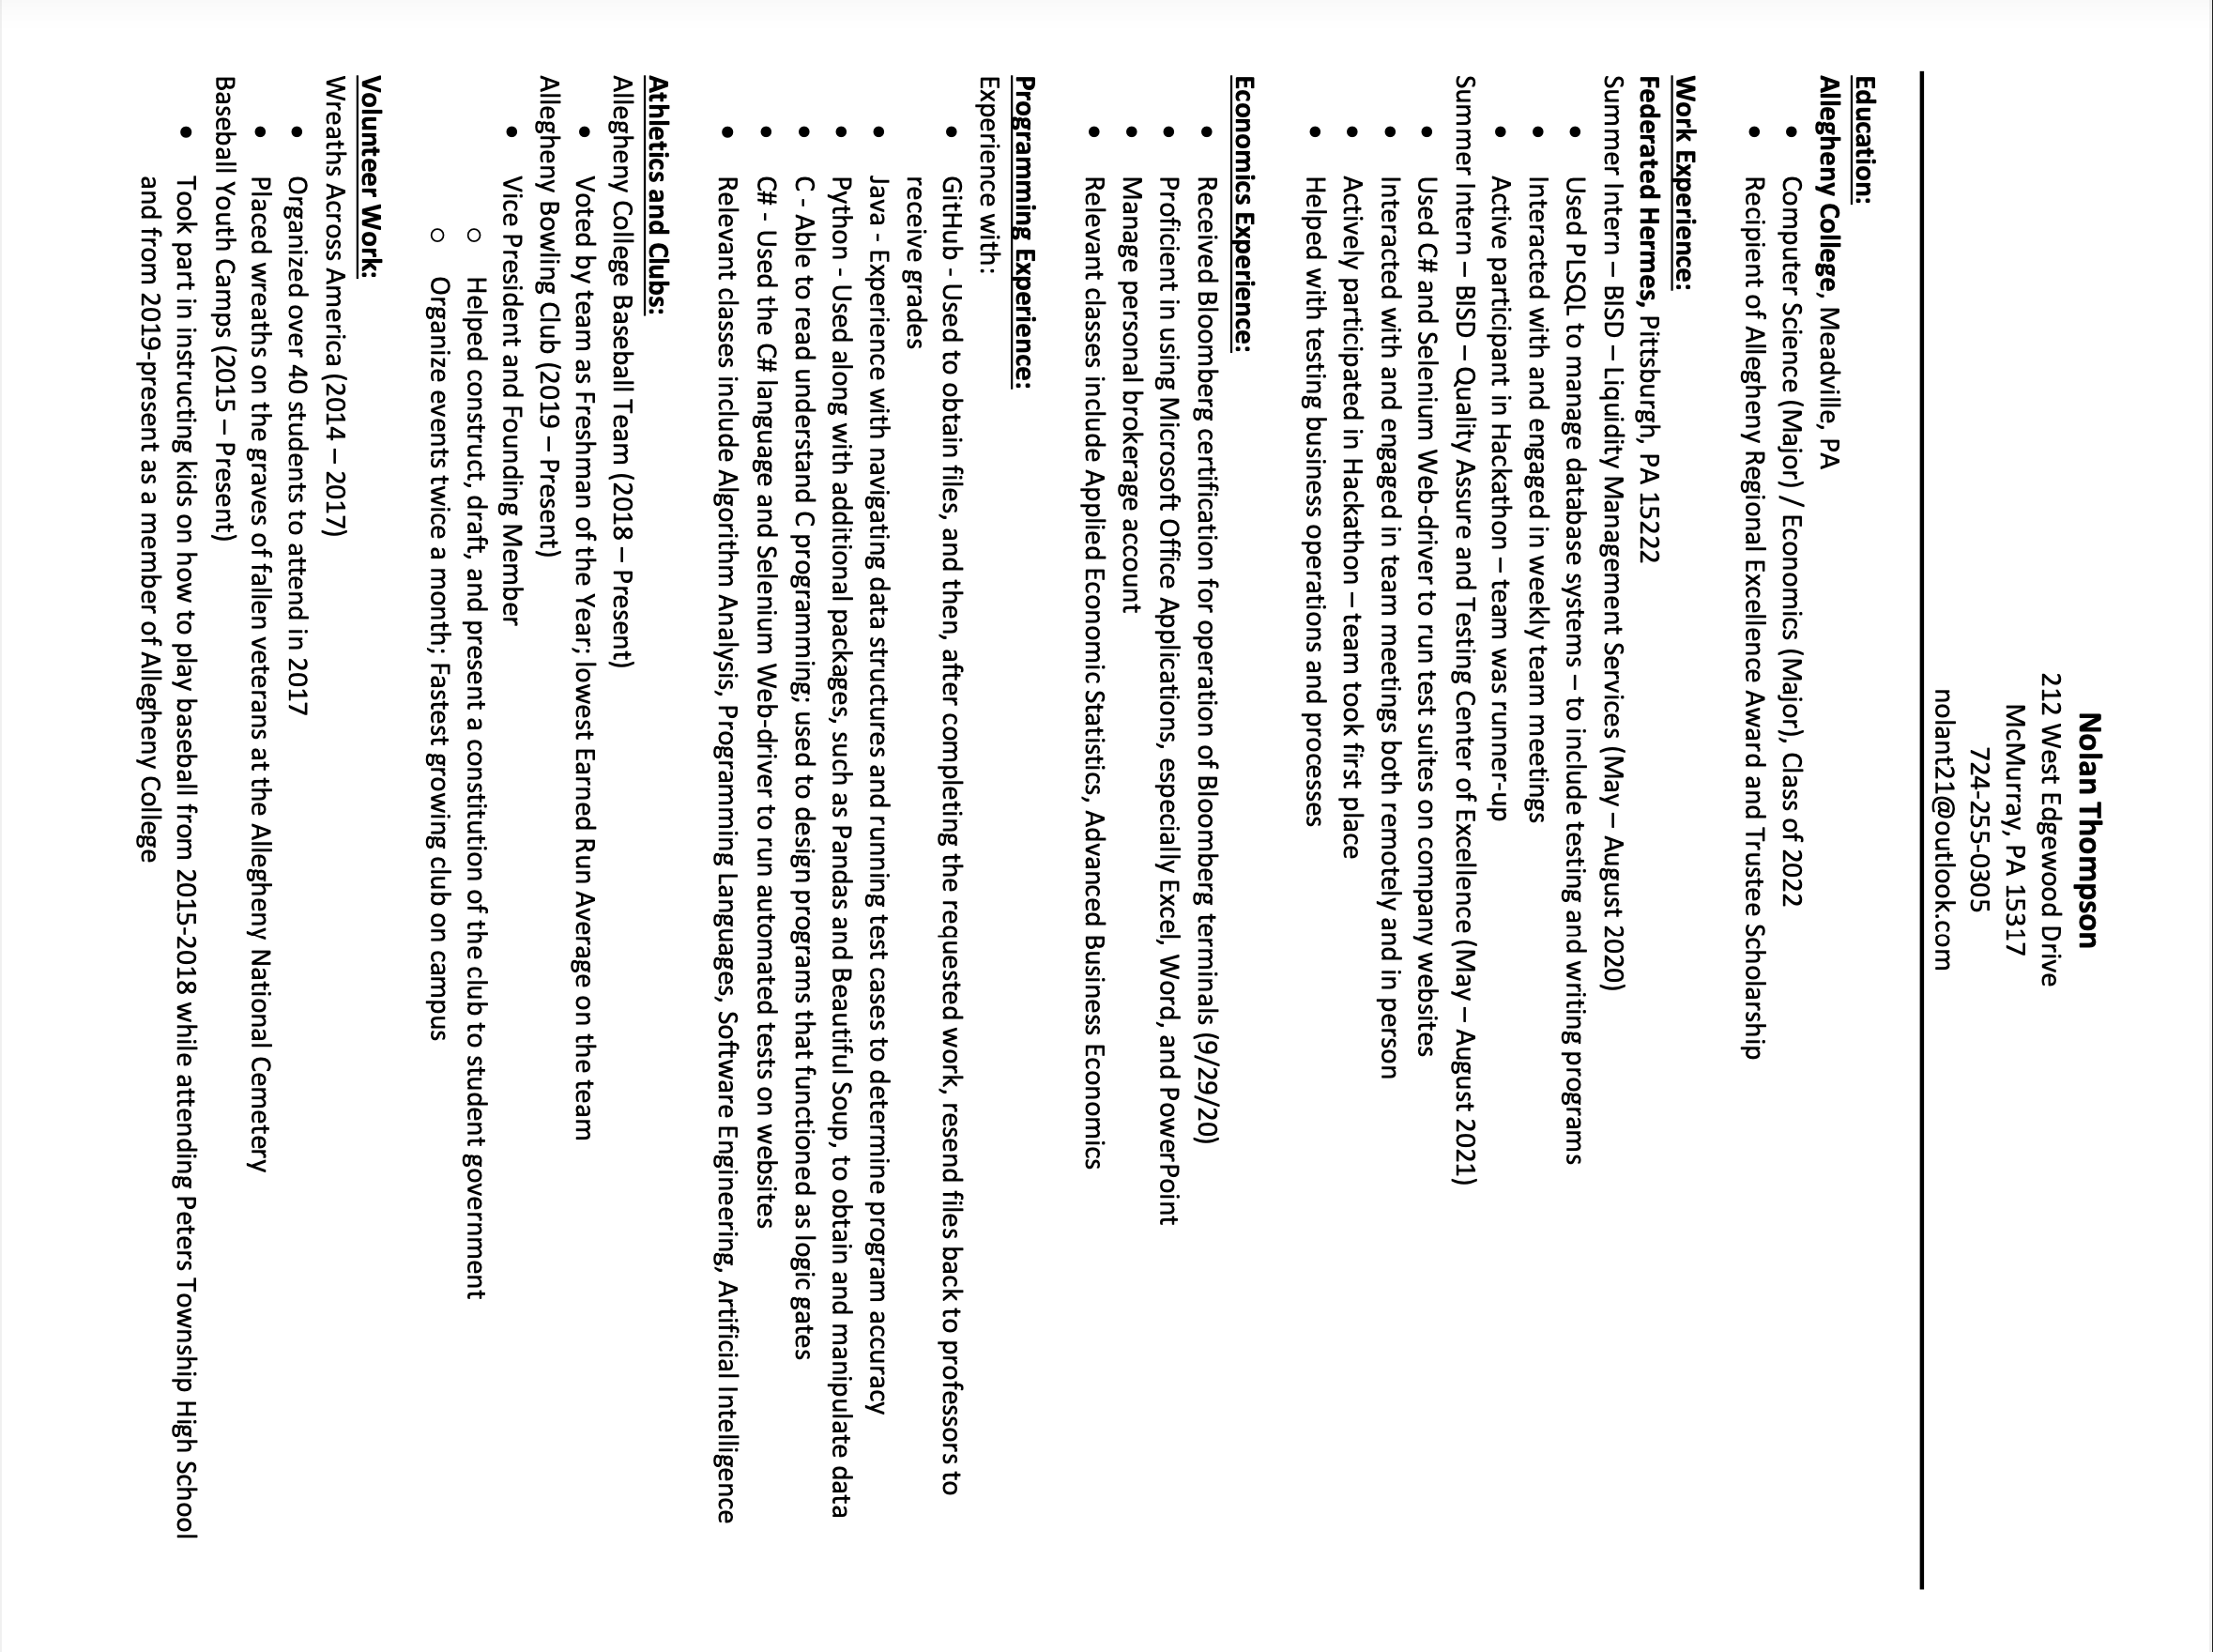 Nolan Thompson
212 West Edgewood Drive
McMurray, PA 15317
724-255-0305
nolant21@outlook.com
Education:
Allegheny College, Meadville, PA
• Computer Science (Major) / Economics (Major), Class of 2022
• Recipient of Allegheny Regional Excellence Award and Trustee Scholarship
Work Experience:
Federated Hermes, Pittsburgh, PA 15222
Summer Intern – BISD – Liquidity Management Services (May – August 2020)
• Used PLSQL to manage database systems – to include testing and writing programs
• Interacted with and engaged in weekly team meetings
• Active participant in Hackathon – team was runner-up
Summer Intern – BISD – Quality Assure and Testing Center of Excellence (May – August 2021)
• Used C# and Selenium Web-driver to run test suites on company websites
• Interacted with and engaged in team meetings both remotely and in person
• Actively participated in Hackathon – team took first place
• Helped with testing business operations and processes
Economics Experience:
• Received Bloomberg certification for operation of Bloomberg terminals (9/29/20)
• Proficient in using Microsoft Office Applications, especially Excel, Word, and PowerPoint
• Manage personal brokerage account
• Relevant classes include Applied Economic Statistics, Advanced Business Economics
Programming Experience:
Experience with:
• GitHub - Used to obtain files, and then, after completing the requested work, resend files back to professors to
receive grades
• Java - Experience with navigating data structures and running test cases to determine program accuracy
• Python - Used along with additional packages, such as Pandas and Beautiful Soup, to obtain and manipulate data
• C - Able to read understand C programming; used to design programs that functioned as logic gates
• C# - Used the C# language and Selenium Web-driver to run automated tests on websites
• Relevant classes include Algorithm Analysis, Programming Languages, Software Engineering, Artificial Intelligence
Athletics and Clubs:
Allegheny College Baseball Team (2018 – Present)
• Voted by team as Freshman of the Year; lowest Earned Run Average on the team
Allegheny Bowling Club (2019 – Present)
• Vice President and Founding Member
○ Helped construct, draft, and present a constitution of the club to student government
○ Organize events twice a month; Fastest growing club on campus
Volunteer Work:
Wreaths Across America (2014 – 2017)
• Organized over 40 students to attend in 2017
• Placed wreaths on the graves of fallen veterans at the Allegheny National Cemetery
Baseball Youth Camps (2015 – Present)
• Took part in instructing kids on how to play baseball from 2015-2018 while attending Peters Township High School
and from 2019-present as a member of Allegheny College